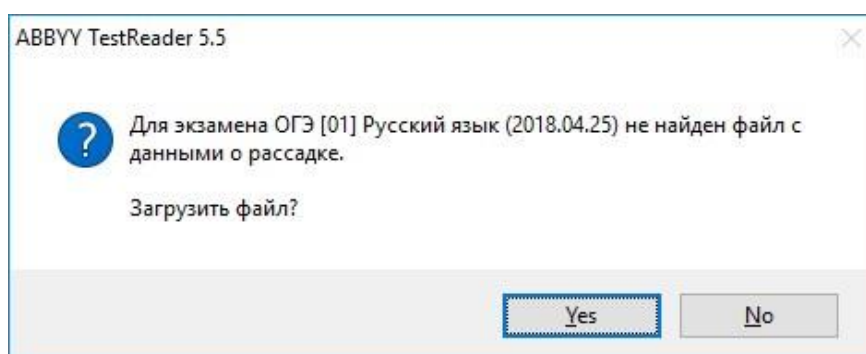 ABBYY TestReader 5.5
Для экзамена ОГЭ [01] Русский язык (2018.04.25) не найден файл с
данными о рассадке.
Загрузить файл?
Yes No